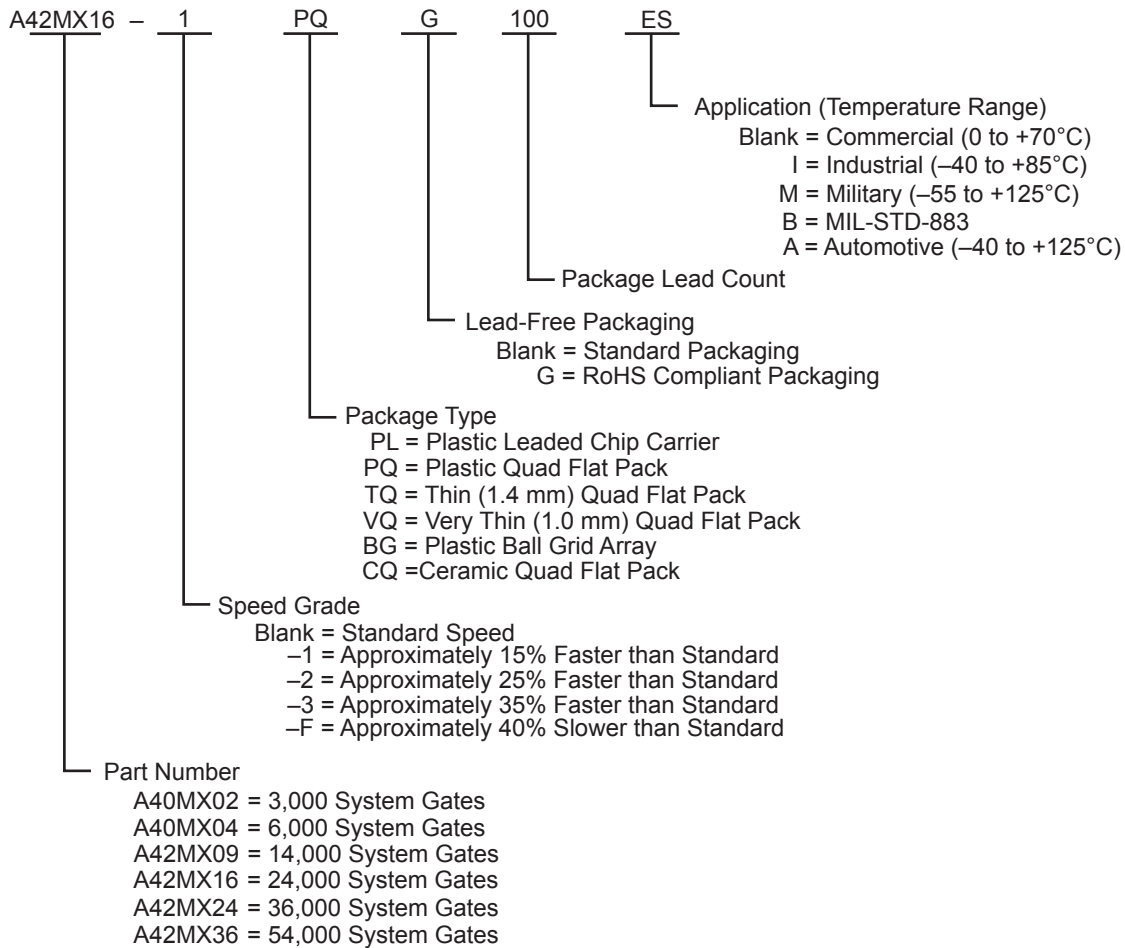 A42MX16 – 1 PQ G 100 ES
Application (Temperature Range)
Blank = Commercial (0 to +70°C)
I = Industrial (–40 to +85°C)
M = Military (–55 to +125°C)
B = MIL-STD-883
A = Automotive (–40 to +125°C)
Package Lead Count
Lead-Free Packaging
Blank = Standard Packaging
G = RoHS Compliant Packaging
Package Type
PL = Plastic Leaded Chip Carrier
PQ = Plastic Quad Flat Pack
TQ = Thin (1.4 mm) Quad Flat Pack
VQ = Very Thin (1.0 mm) Quad Flat Pack
BG = Plastic Ball Grid Array
CQ =Ceramic Quad Flat Pack
Speed Grade
Blank = Standard Speed
–1 = Approximately 15% Faster than Standard
–2 = Approximately 25% Faster than Standard
–3 = Approximately 35% Faster than Standard
–F = Approximately 40% Slower than Standard
Part Number
A40MX02 = 3,000 System Gates
A40MX04 = 6,000 System Gates
A42MX09 = 14,000 System Gates
A42MX16 = 24,000 System Gates
A42MX24 = 36,000 System Gates
A42MX36 = 54,000 System Gates